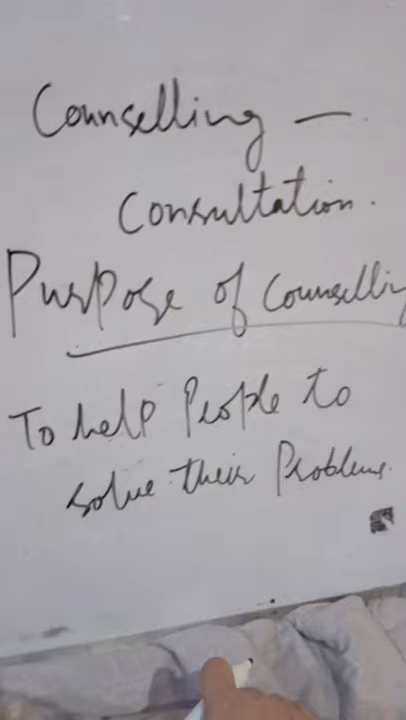 Counselling —
Consultation.
Purpose of Counsellin
To help People to
solve their Problems.